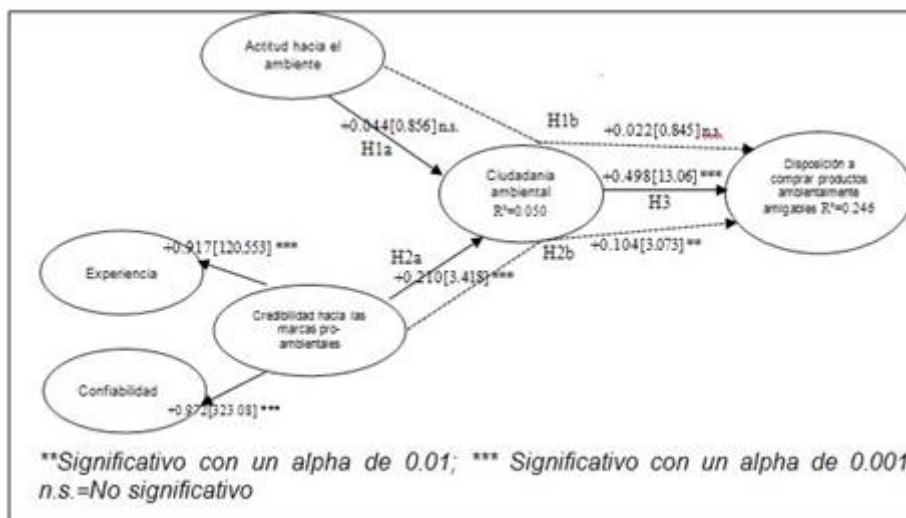 Actitud hacia el
ambiente
+0.044[0.856]n.s.
H1a
H1b
+0.022[0.845]n.s.
Ciudadanía
ambiental
R²=0.050
+0.498[13.06] ***
H3
Disposición a
comprar productos
ambientalmente
amigables R²=0.246
H2a
+0.210[3.418] ***
H2b
+0.104[3.073] **
+0.917[120.553] ***
Experiencia
Credibilidad hacia las
marcas pro-
ambientales
Confiabilidad
+0.972[323.08] ***
**Significativo con un alpha de 0.01; *** Significativo con un alpha de 0.001
n.s.=No significativo